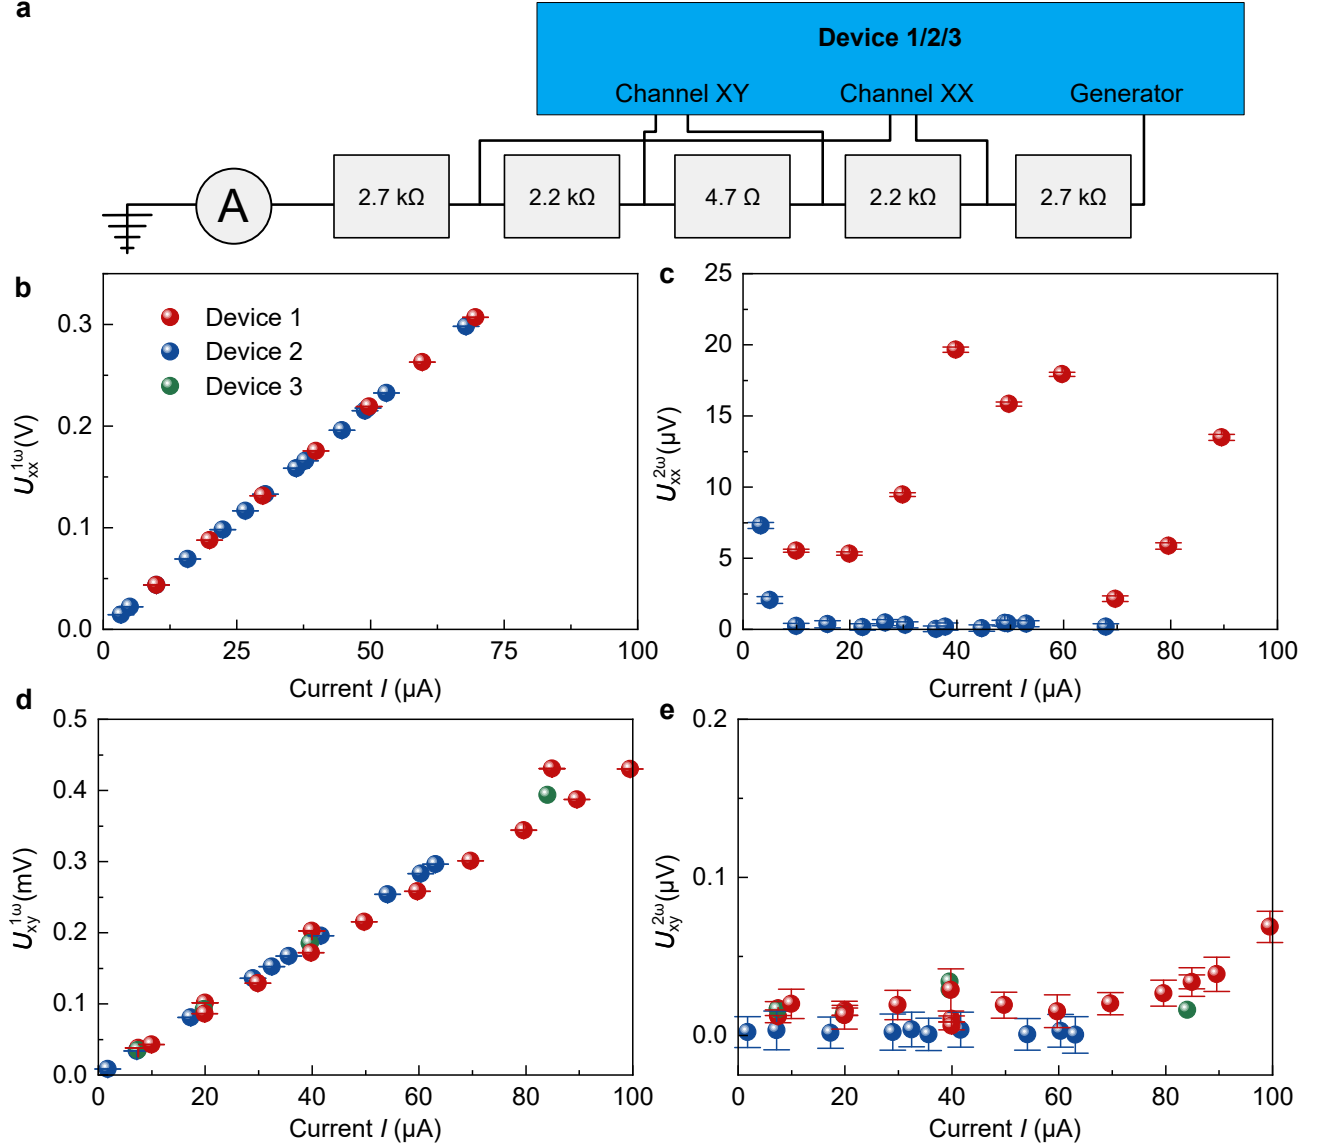 a
Device 1/2/3
Channel XY Channel XX Generator
A 2.7 kΩ 2.2 kΩ 4.7 Ω 2.2 kΩ 2.7 kΩ
b
Device 1
Device 2
Device 3
U_xx^1ω (V)
0.3
0.2
0.1
0.0
0 25 50 75 100
Current I (μA)
c
U_xx^2ω (μV)
25
20
15
10
5
0
0 20 40 60 80 100
Current I (μA)
d
U_xy^1ω (mV)
0.5
0.4
0.3
0.2
0.1
0.0
0 20 40 60 80 100
Current I (μA)
e
U_xy^2ω (μV)
0.2
0.1
0.0
0 20 40 60 80 100
Current I (μA)